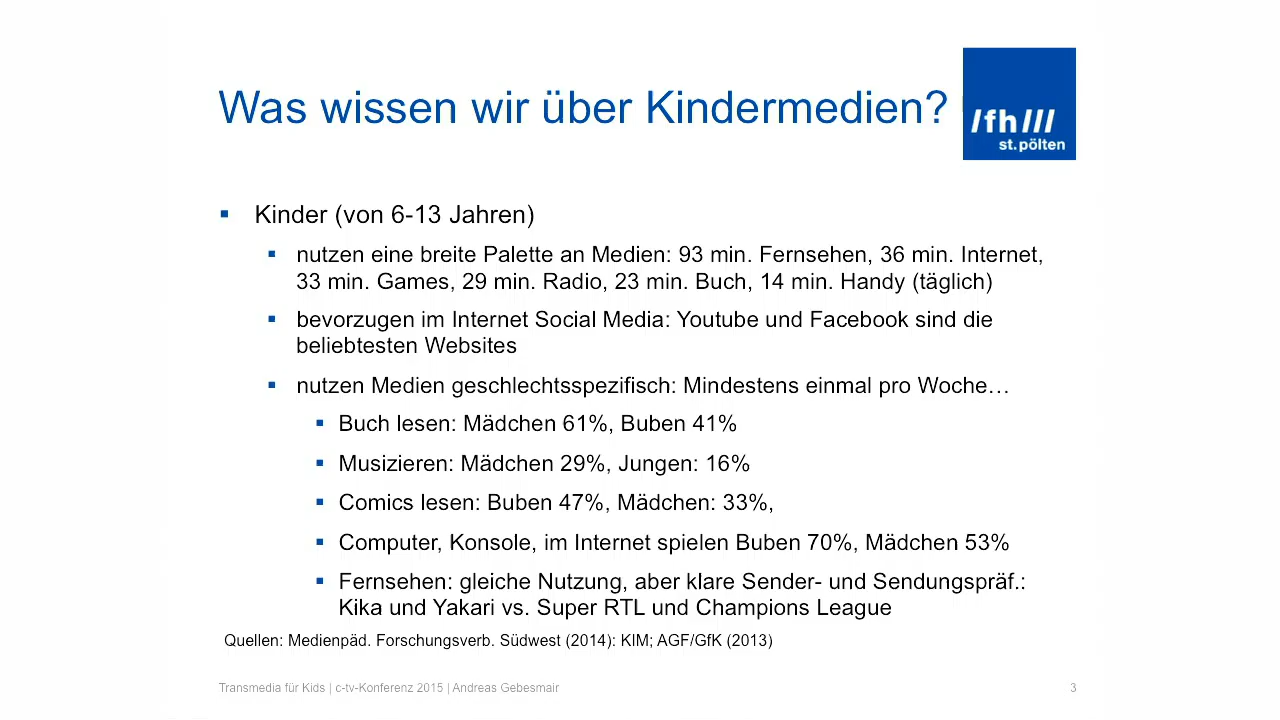 Was wissen wir über Kindermedien?
/fh///
st.pölten
Kinder (von 6-13 Jahren)
nutzen eine breite Palette an Medien: 93 min. Fernsehen, 36 min. Internet,
33 min. Games, 29 min. Radio, 23 min. Buch, 14 min. Handy (täglich)
bevorzugen im Internet Social Media: Youtube und Facebook sind die
beliebtesten Websites
nutzen Medien geschlechtsspezifisch: Mindestens einmal pro Woche…
Buch lesen: Mädchen 61%, Buben 41%
Musizieren: Mädchen 29%, Jungen: 16%
Comics lesen: Buben 47%, Mädchen: 33%,
Computer, Konsole, im Internet spielen Buben 70%, Mädchen 53%
Fernsehen: gleiche Nutzung, aber klare Sender- und Sendungspräf.:
Kika und Yakari vs. Super RTL und Champions League
Quellen: Medienpäd. Forschungsverb. Südwest (2014): KIM; AGF/GfK (2013)
Transmedia für Kids | c-tv-Konferenz 2015 | Andreas Gebesmair
3